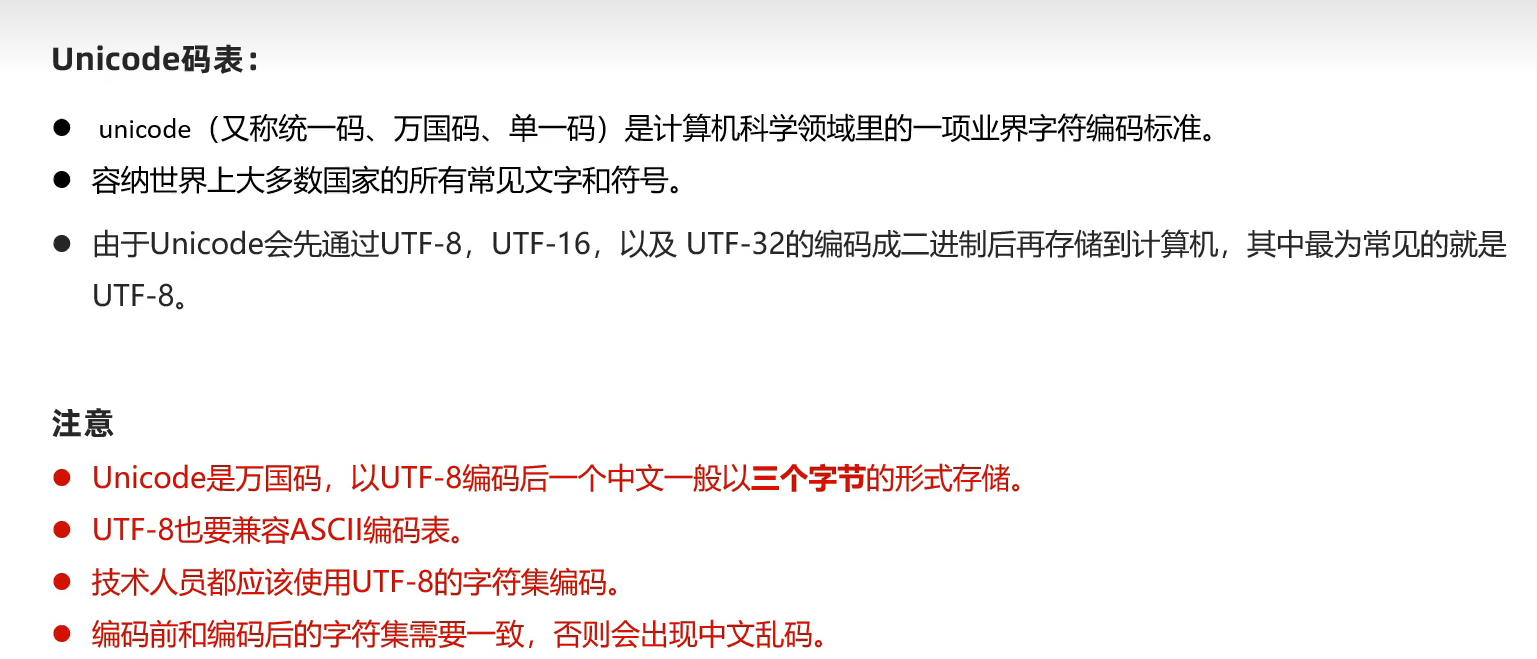 Unicode码表：
● unicode（又称统一码、万国码、单一码）是计算机科学领域里的一项业界字符编码标准。
● 容纳世界上大多数国家的所有常见文字和符号。
● 由于Unicode会先通过UTF-8，UTF-16，以及 UTF-32的编码成二进制后再存储到计算机，其中最为常见的就是
UTF-8。
注意
● Unicode是万国码，以UTF-8编码后一个中文一般以三个字节的形式存储。
● UTF-8也要兼容ASCII编码表。
● 技术人员都应该使用UTF-8的字符集编码。
● 编码前和编码后的字符集需要一致，否则会出现中文乱码。